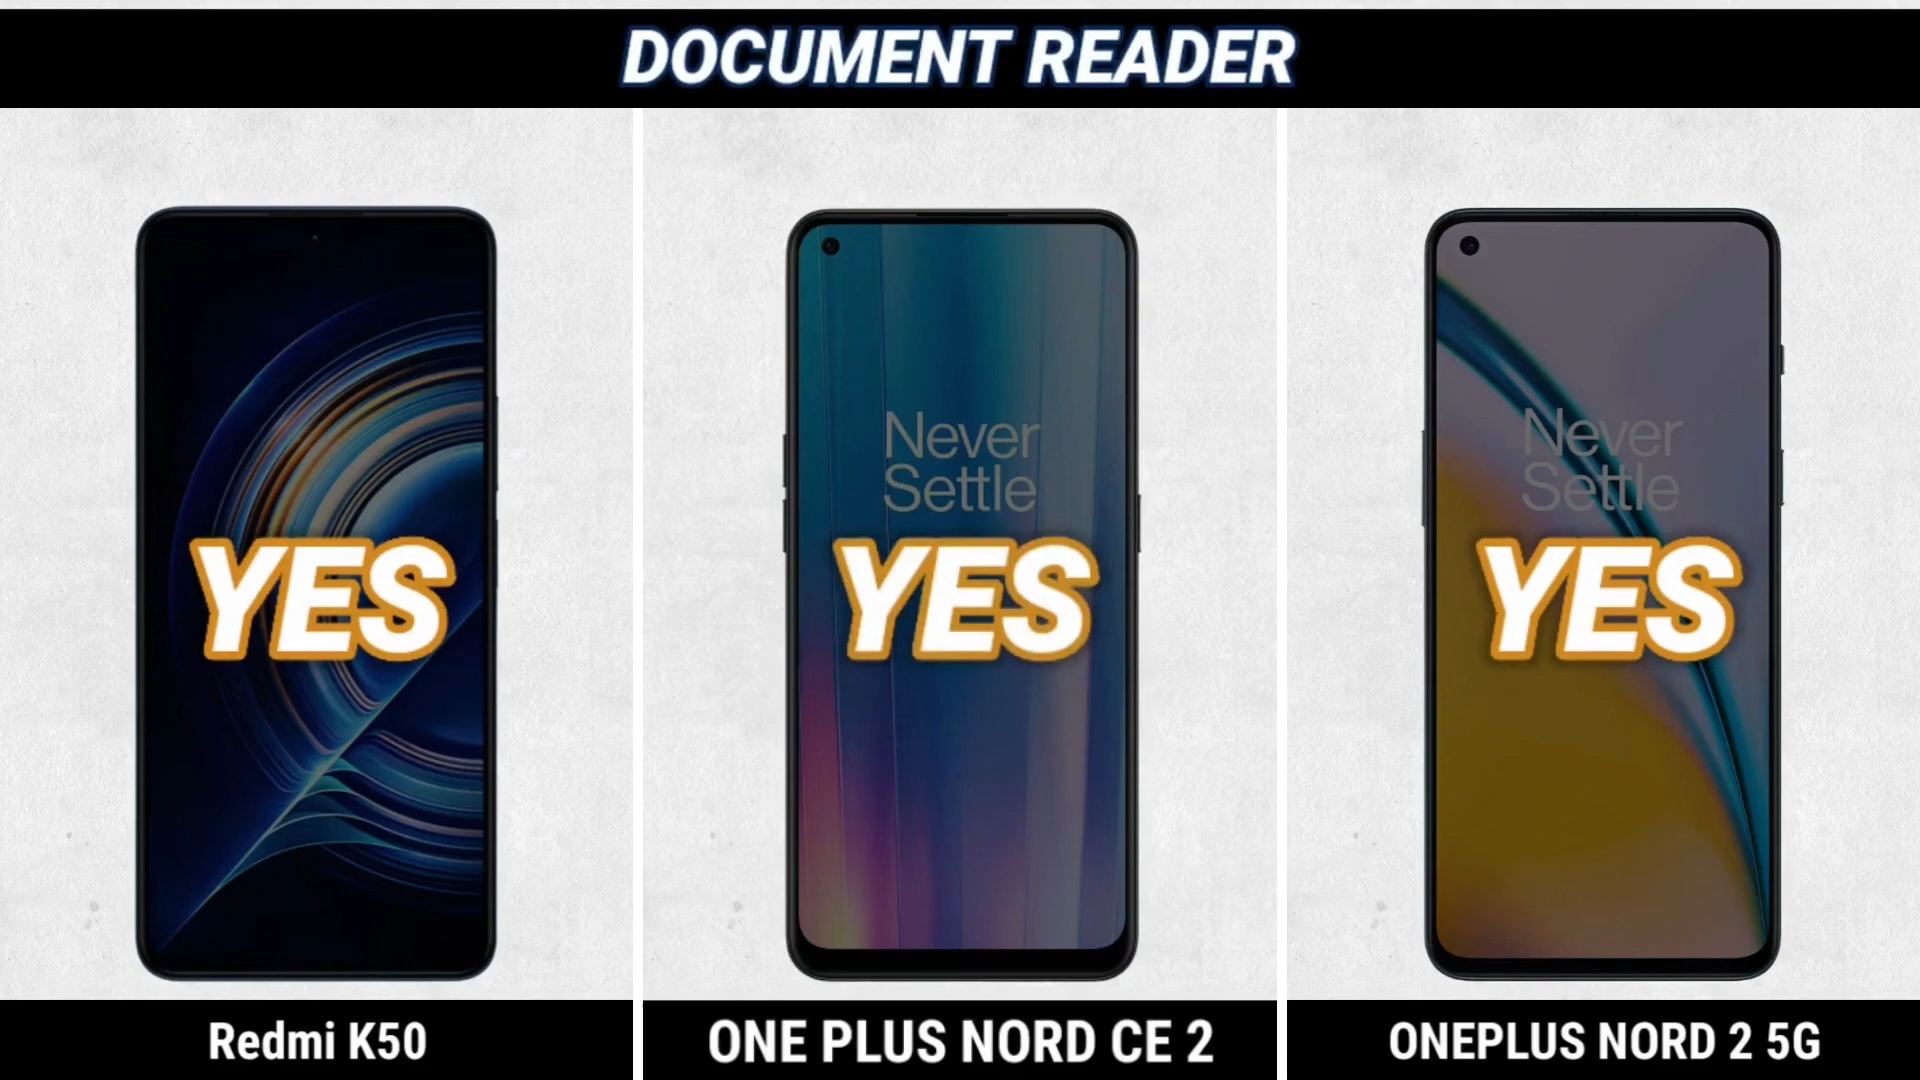 DOCUMENT READER
Never
Settle
Never
Settle
YES
YES
YES
Redmi K50
ONE PLUS NORD CE 2
ONEPLUS NORD 2 5G